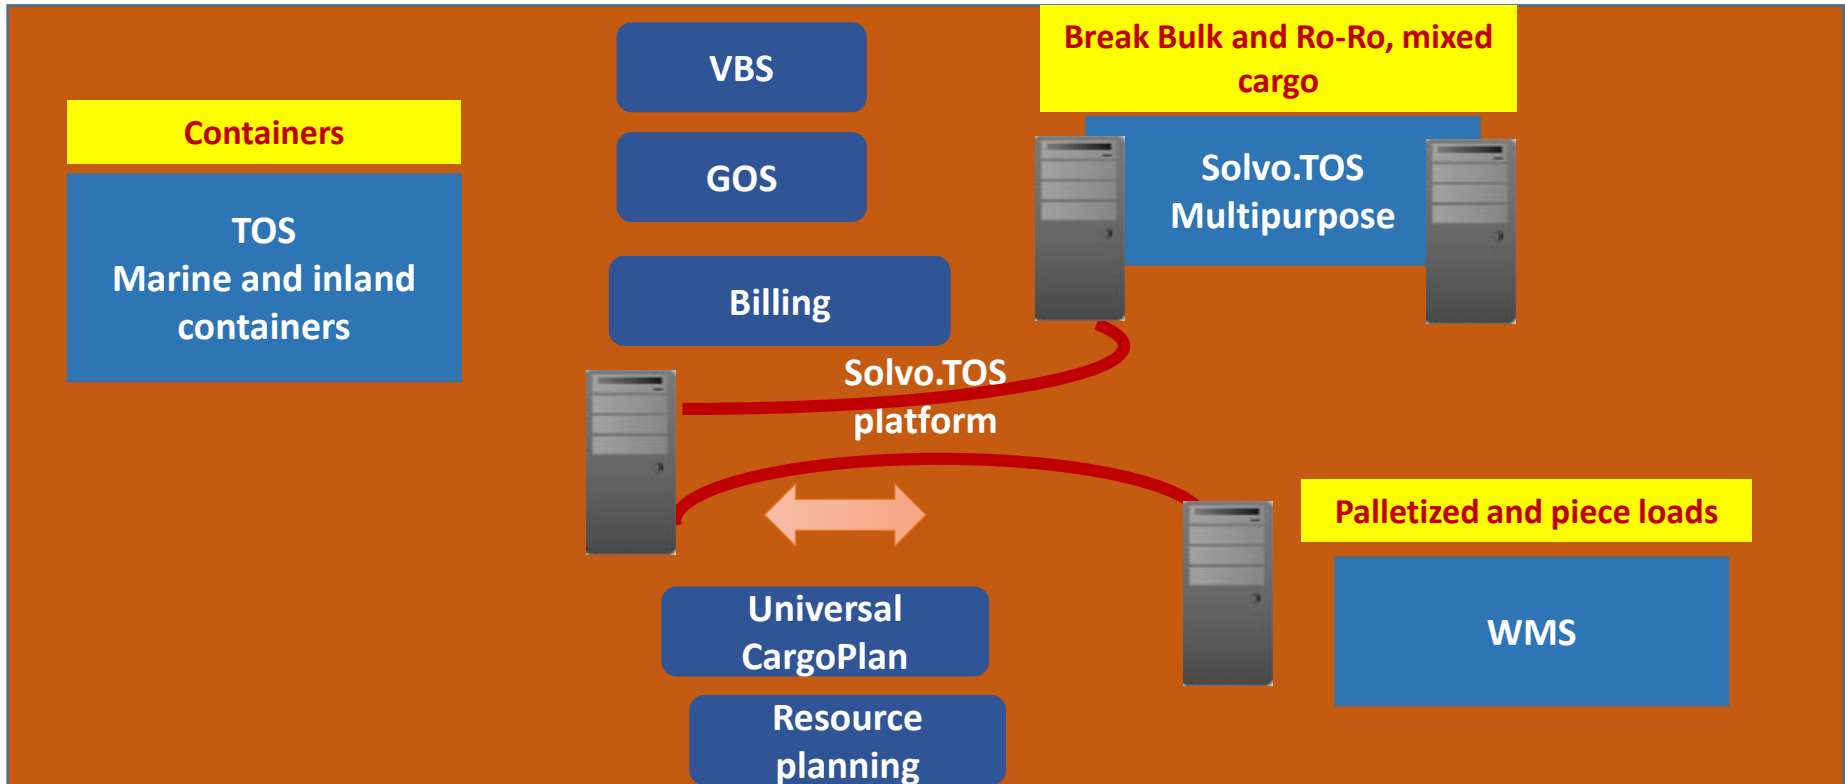 Containers
TOS
Marine and inland
containers
VBS
GOS
Billing
Break Bulk and Ro-Ro, mixed
cargo
Solvo.TOS
Multipurpose
Solvo.TOS
platform
Palletized and piece loads
WMS
Universal
CargoPlan
Resource
planning